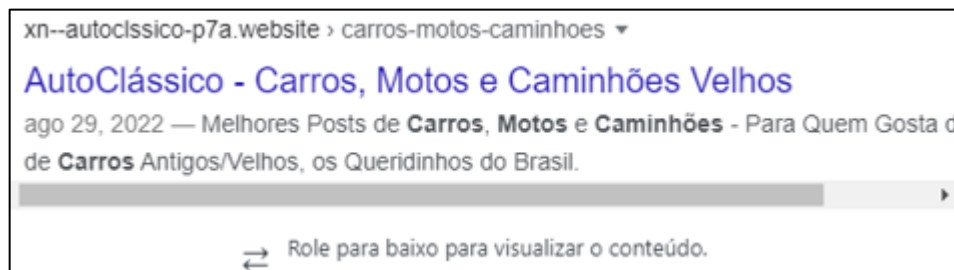 xn--autoclssico-p7a.website › carros-motos-caminhoes
AutoClássico - Carros, Motos e Caminhões Velhos
ago 29, 2022 — Melhores Posts de Carros, Motos e Caminhões - Para Quem Gosta d
de Carros Antigos/Velhos, os Queridinhos do Brasil.
Role para baixo para visualizar o conteúdo.